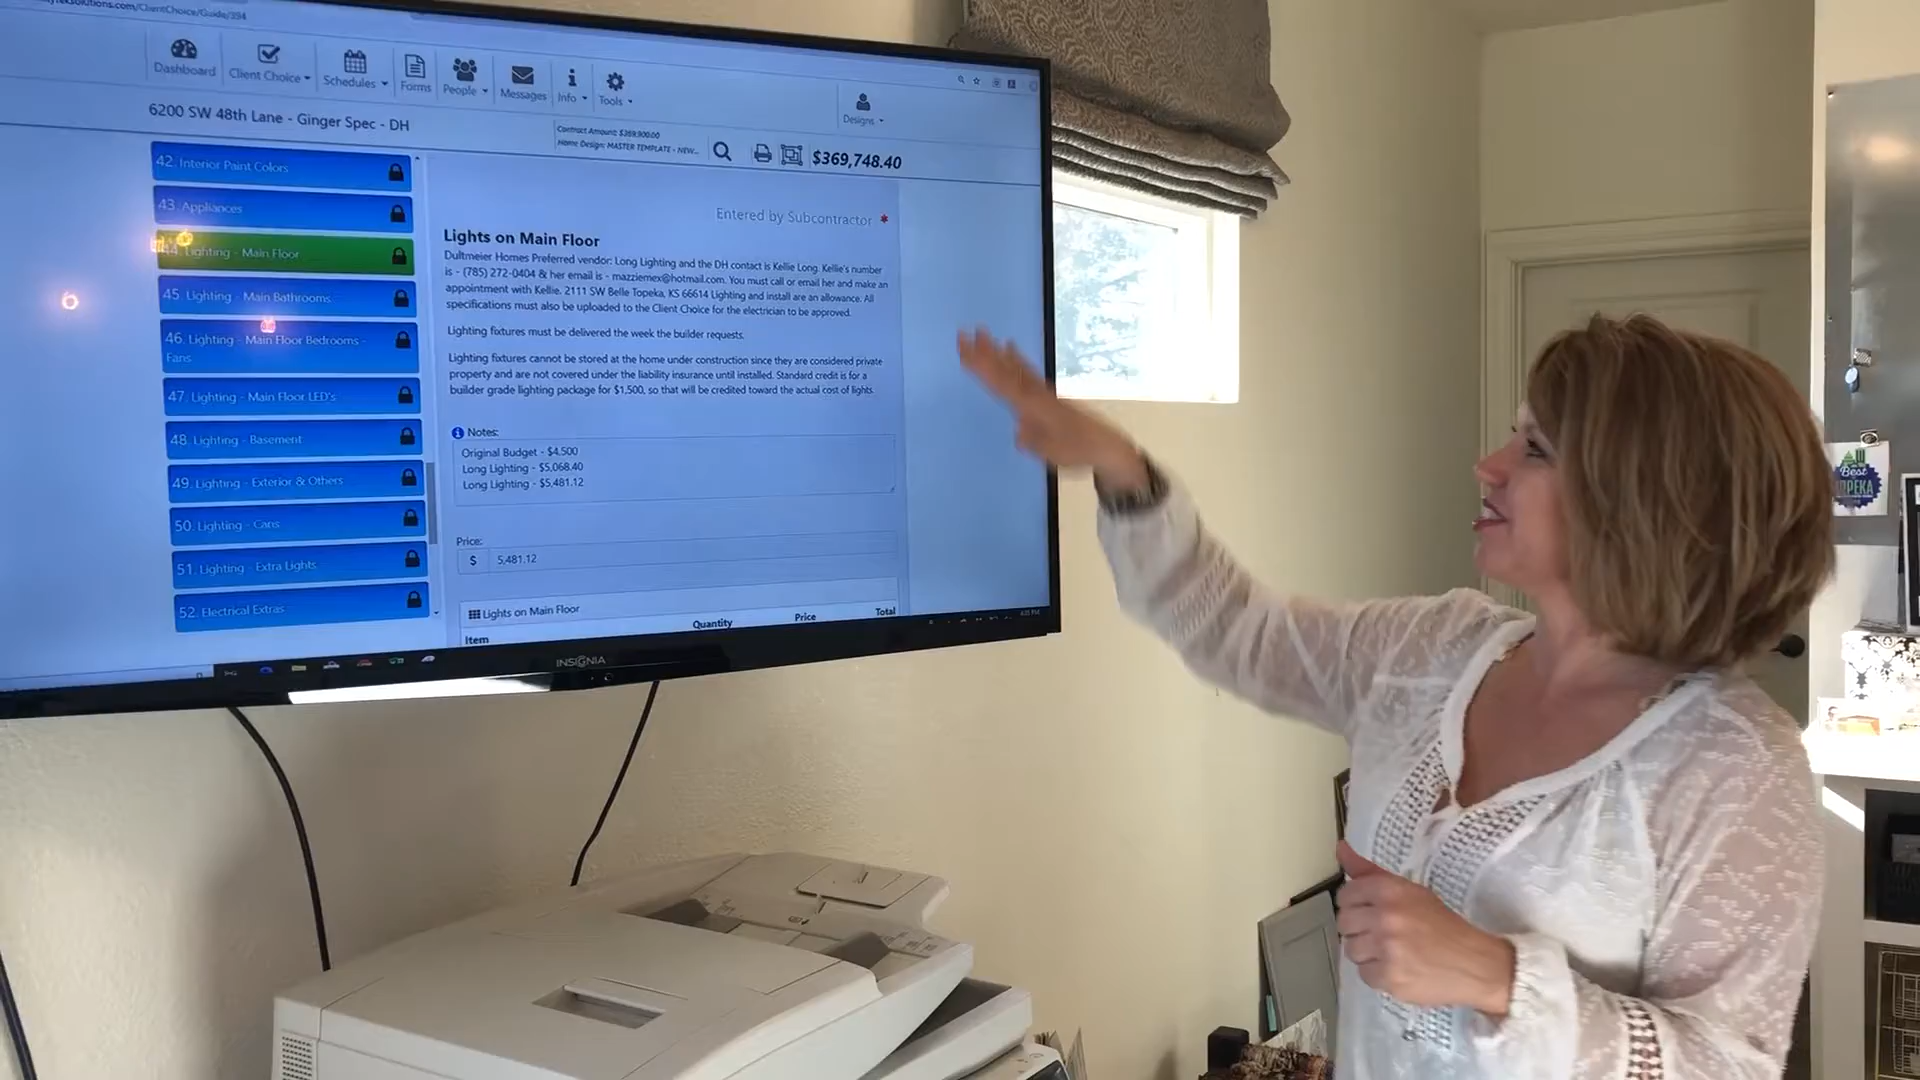 solutions.com/ClientChoice/Guide/394
Dashboard
Client Choice
Schedules
Forms
People
Messages
Info
Tools
Designs
6200 SW 48th Lane - Ginger Spec - DH
Contract Amount: $369,900.00
Home Design: MASTER TEMPLATE - NEW...
$369,748.40
42. Interior Paint Colors
43. Appliances
44. Lighting - Main Floor
45. Lighting - Main Bathrooms
46. Lighting - Main Floor Bedrooms -
Fans
47. Lighting - Main Floor LED's
48. Lighting - Basement
49. Lighting - Exterior & Others
50. Lighting - Cans
51. Lighting - Extra Lights
52. Electrical Extras
Entered by Subcontractor *
Lights on Main Floor
Dultmeier Homes Preferred vendor: Long Lighting and the DH contact is Kellie Long. Kellie's number
is - (785) 272-0404 & her email is - mazziemex@hotmail.com. You must call or email her and make an
appointment with Kellie. 2111 SW Belle Topeka, KS 66614 Lighting and install are an allowance. All
specifications must also be uploaded to the Client Choice for the electrician to be approved.
Lighting fixtures must be delivered the week the builder requests.
Lighting fixtures cannot be stored at the home under construction since they are considered private
property and are not covered under the liability insurance until installed. Standard credit is for a
builder grade lighting package for $1,500, so that will be credited toward the actual cost of lights.
Notes:
Original Budget - $4,500
Long Lighting - $5,068.40
Long Lighting - $5,481.12
Price:
$ 5,481.12
Lights on Main Floor
Item Quantity Price Total
INSIGNIA
Best
TOPEKA